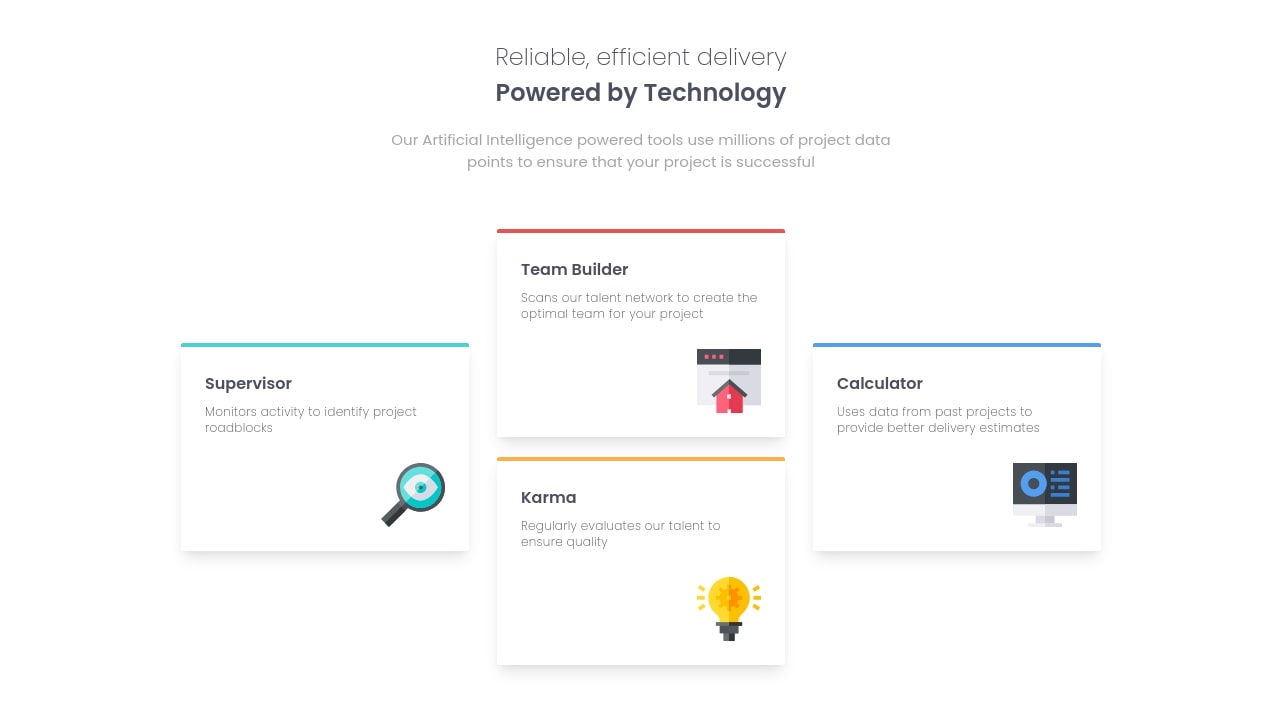 Reliable, efficient delivery
Powered by Technology
Our Artificial Intelligence powered tools use millions of project data
points to ensure that your project is successful
Supervisor
Monitors activity to identify project
roadblocks
Team Builder
Scans our talent network to create the
optimal team for your project
Karma
Regularly evaluates our talent to
ensure quality
Calculator
Uses data from past projects to
provide better delivery estimates